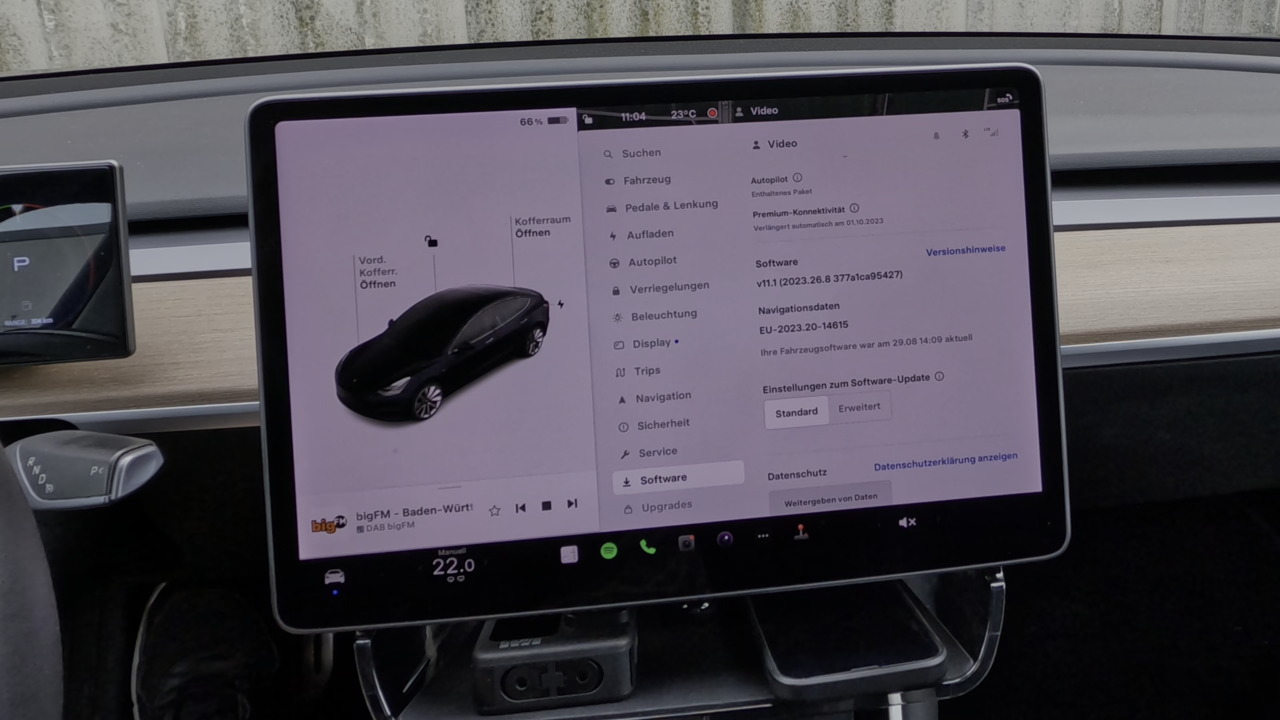 66 %
11:04
23°C
Video
SOS
Suchen
Fahrzeug
Pedale & Lenkung
Aufladen
Autopilot
Verriegelungen
Beleuchtung
Display
Trips
Navigation
Sicherheit
Service
Software
Upgrades
Video
LTE
Autopilot
Enthaltenes Paket
Premium-Konnektivität
Verlängert automatisch am 01.10.2023
Software
Versionshinweise
v11.1 (2023.26.8 377a1ca95427)
Navigationsdaten
EU-2023.20-14615
Ihre Fahrzeugsoftware war am 29.08 14:09 aktuell
Einstellungen zum Software-Update
Standard
Erweitert
Datenschutz
Datenschutzerklärung anzeigen
Weitergeben von Daten
Kofferraum
Öffnen
Vord.
Kofferr.
Öffnen
bigFM
bigFM - Baden-Würt
DAB bigFM
Manuell
22.0
P
R
N
D
P<